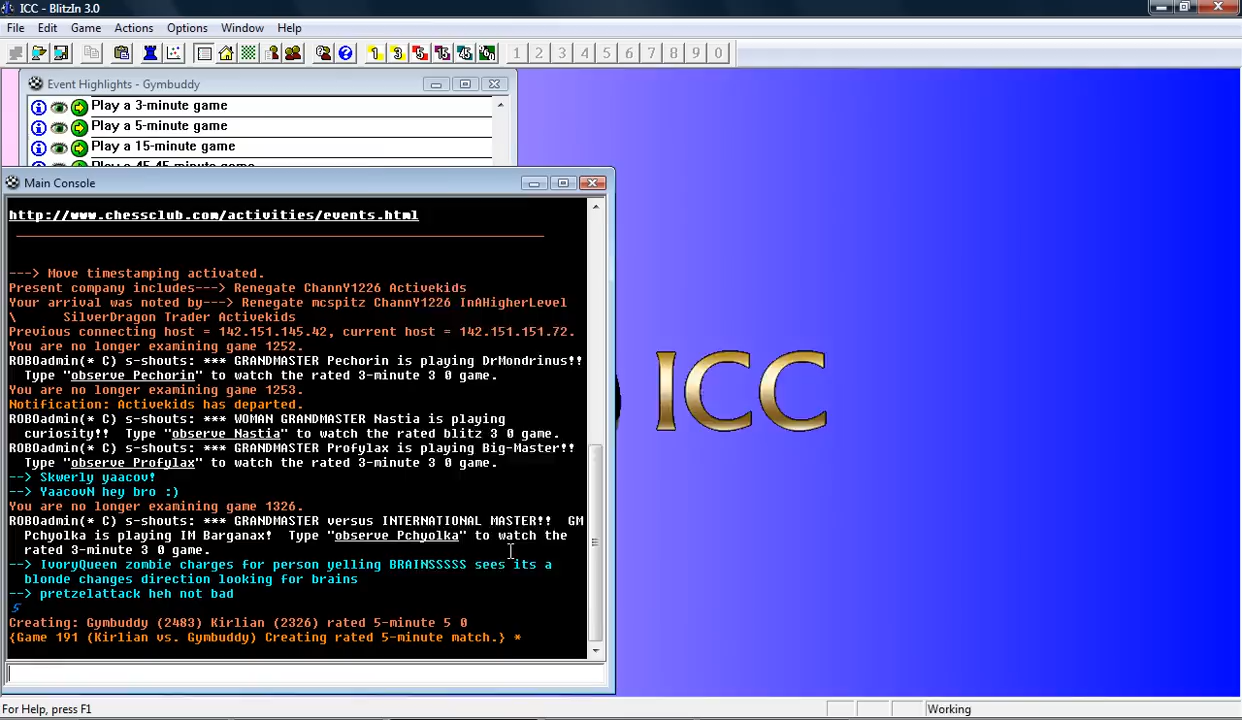 ICC - BlitzIn 3.0
File Edit Game Actions Options Window Help
1 3 5 15 45 1 2 3 4 5 6 7 8 9 0
Event Highlights - Gymbuddy
Play a 3-minute game
Play a 5-minute game
Play a 15-minute game
Play a 45 45 minute game
Main Console
http://www.chessclub.com/activities/events.html
---> Move timestamping activated.
Present company includes---> Renegate ChannY1226 Activekids
Your arrival was noted by---> Renegate mcspitz ChannY1226 InAHigherLevel
\ SilverDragon Trader Activekids
Previous connecting host = 142.151.145.42, current host = 142.151.151.72.
You are no longer examining game 1252.
ROBOadmin(* C) s-shouts: *** GRANDMASTER Pechorin is playing DrMondrinus!!
Type "observe Pechorin" to watch the rated 3-minute 3 0 game.
You are no longer examining game 1253.
Notification: Activekids has departed.
ROBOadmin(* C) s-shouts: *** WOMAN GRANDMASTER Nastia is playing
curiosity!! Type "observe Nastia" to watch the rated blitz 3 0 game.
ROBOadmin(* C) s-shouts: *** GRANDMASTER Profylax is playing Big-Master!!
Type "observe Profylax" to watch the rated 3-minute 3 0 game.
--> Skwerly yaacov!
--> YaacovN hey bro :)
You are no longer examining game 1326.
ROBOadmin(* C) s-shouts: *** GRANDMASTER versus INTERNATIONAL MASTER!! GM
Pchyolka is playing IM Barganax! Type "observe Pchyolka" to watch the
rated 3-minute 3 0 game.
--> IvoryQueen zombie charges for person yelling BRAINSSSSS sees its a
blonde changes direction looking for brains
--> pretzelattack heh not bad
5
Creating: Gymbuddy (2483) Kirlian (2326) rated 5-minute 5 0
{Game 191 (Kirlian vs. Gymbuddy) Creating rated 5-minute match.} *
ICC
For Help, press F1
Working